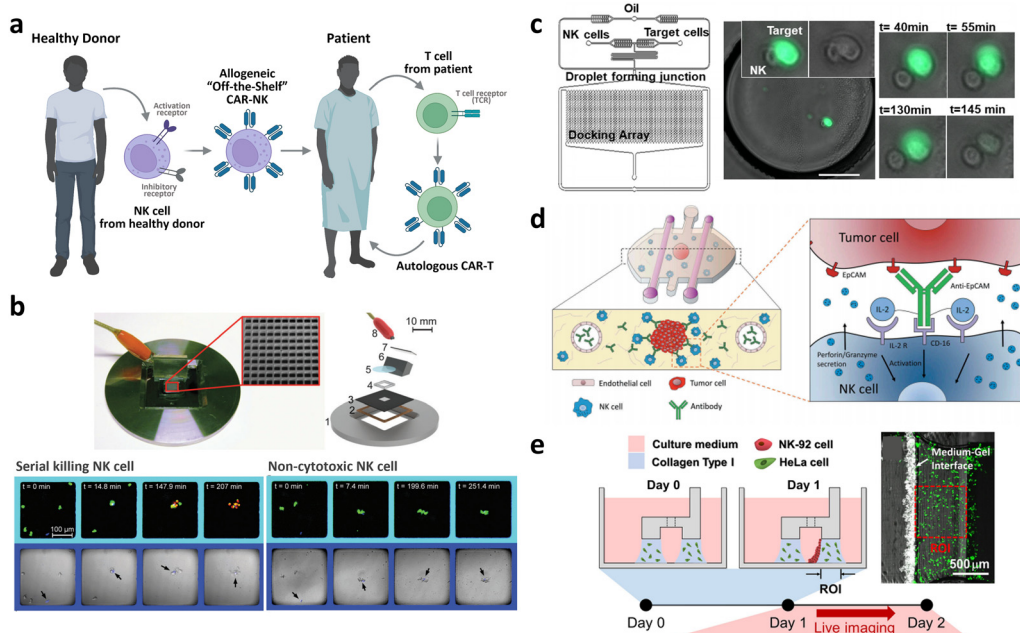 a
Healthy Donor
Patient
Allogeneic
“Off-the-Shelf”
CAR-NK
T cell
from patient
T cell receptor
(TCR)
Activation
receptor
Inhibitory
receptor
NK cell
from healthy donor
Autologous CAR-T
b
10 mm
8
7
6
5
4
3
2
1
Serial killing NK cell
t = 0 min
t = 14.8 min
t = 147.9 min
t = 207 min
100 µm
Non-cytotoxic NK cell
t = 0 min
t = 7.4 min
t = 199.6 min
t = 251.4 min
c
Oil
NK cells
Target cells
Droplet forming junction
Docking Array
Target
NK
t= 40min
t= 55min
t=130min
t=145 min
d
Endothelial cell
Tumor cell
NK cell
Antibody
Tumor cell
EpCAM
Anti-EpCAM
IL-2
IL-2
IL-2 R
CD-16
Perforin/Granzyme
secretion
Activation
NK cell
e
Culture medium
NK-92 cell
Collagen Type I
HeLa cell
Day 0
Day 1
ROI
Medium-Gel
Interface
ROI
500 µm
Day 0
Day 1
Live imaging
Day 2